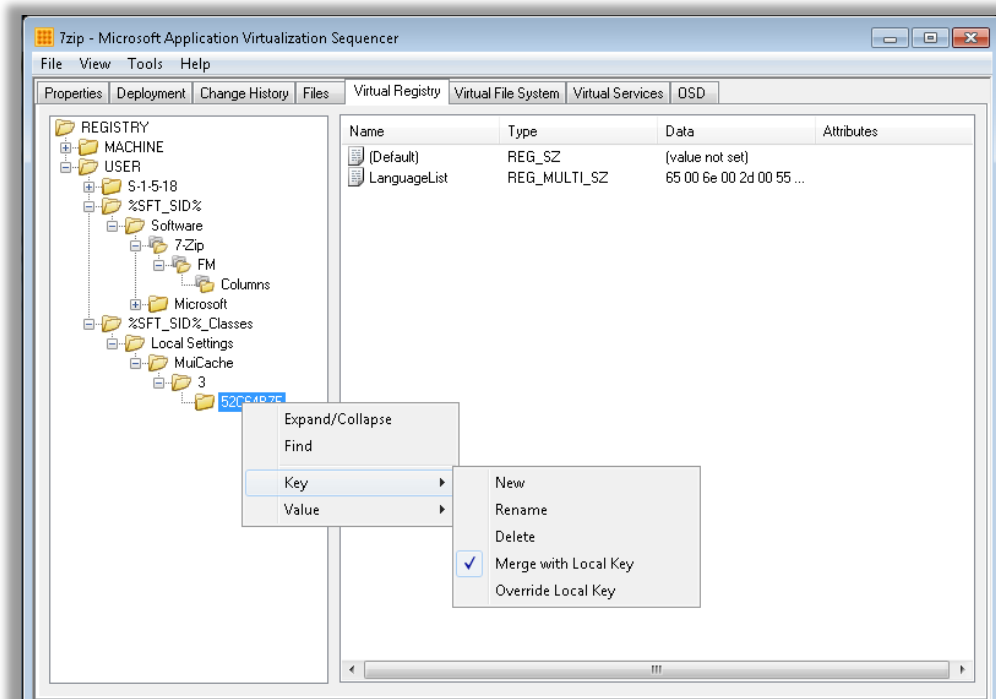 7zip - Microsoft Application Virtualization Sequencer
File View Tools Help
Properties Deployment Change History Files Virtual Registry Virtual File System Virtual Services OSD
REGISTRY
MACHINE
USER
S-1-5-18
%SFT_SID%
Software
7-Zip
FM
Columns
Microsoft
%SFT_SID%_Classes
Local Settings
MuiCache
3
Name Type Data Attributes
(Default) REG_SZ (value not set)
LanguageList REG_MULTI_SZ 65 00 6e 00 2d 00 55 ...
Expand/Collapse
Find
Key
Value
New
Rename
Delete
Merge with Local Key
Override Local Key